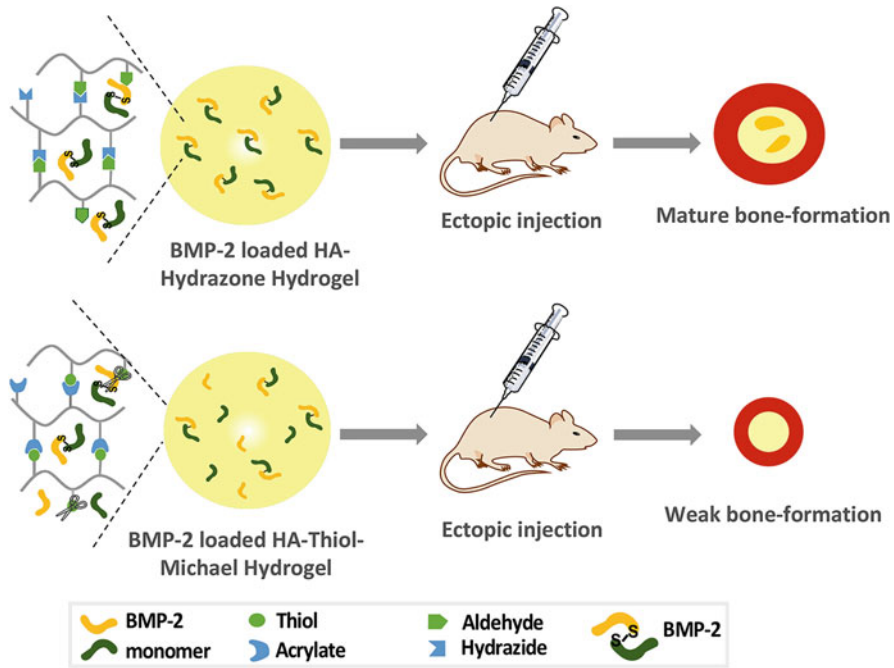 S-S
S-S
BMP-2 loaded HA-
Hydrazone Hydrogel
Ectopic injection
Mature bone-formation
S
S-S
BMP-2 loaded HA-Thiol-
Michael Hydrogel
Ectopic injection
Weak bone-formation
BMP-2
monomer
Thiol
Acrylate
Aldehyde
Hydrazide
S-S
BMP-2